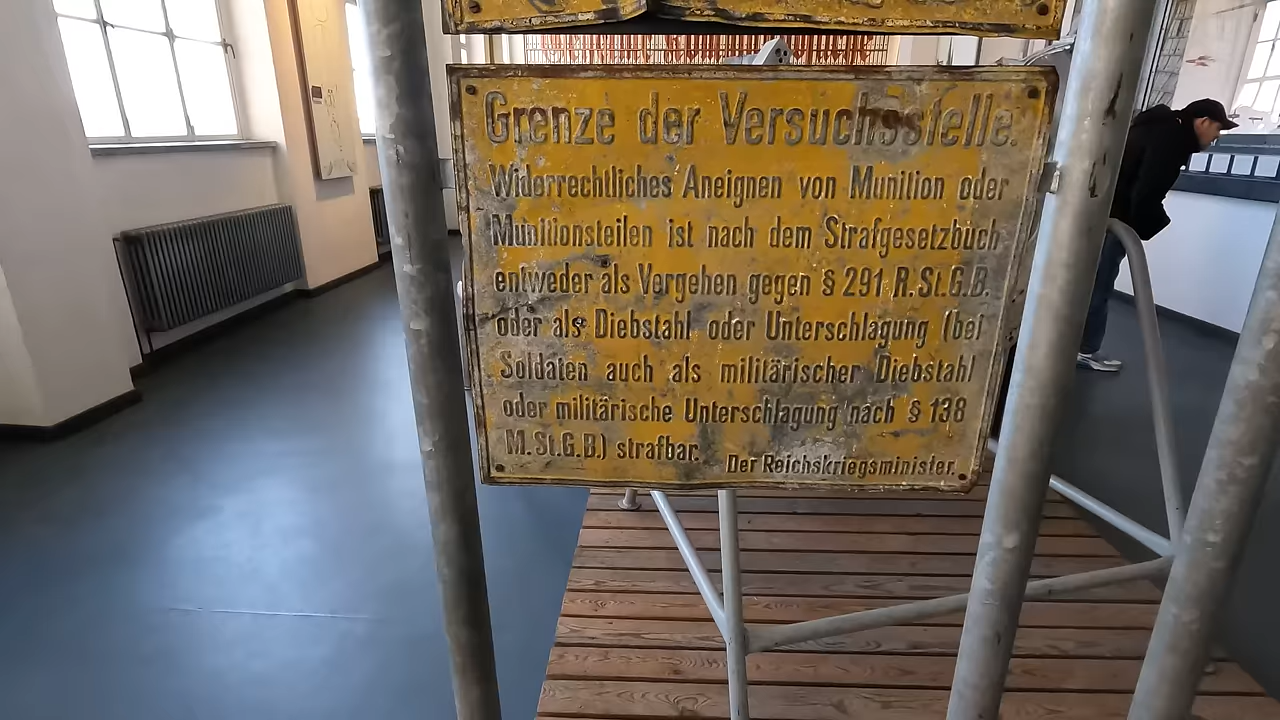 Grenze der Versuchsstelle.
Widerrechtliches Aneignen von Munition oder
Munitionsteilen ist nach dem Strafgesetzbuch
entweder als Vergehen gegen § 291 R.St.G.B.
oder als Diebstahl oder Unterschlagung (bei
Soldaten auch als militärischer Diebstahl
oder militärische Unterschlagung nach § 138
M.St.G.B.) strafbar.
Der Reichskriegsminister.